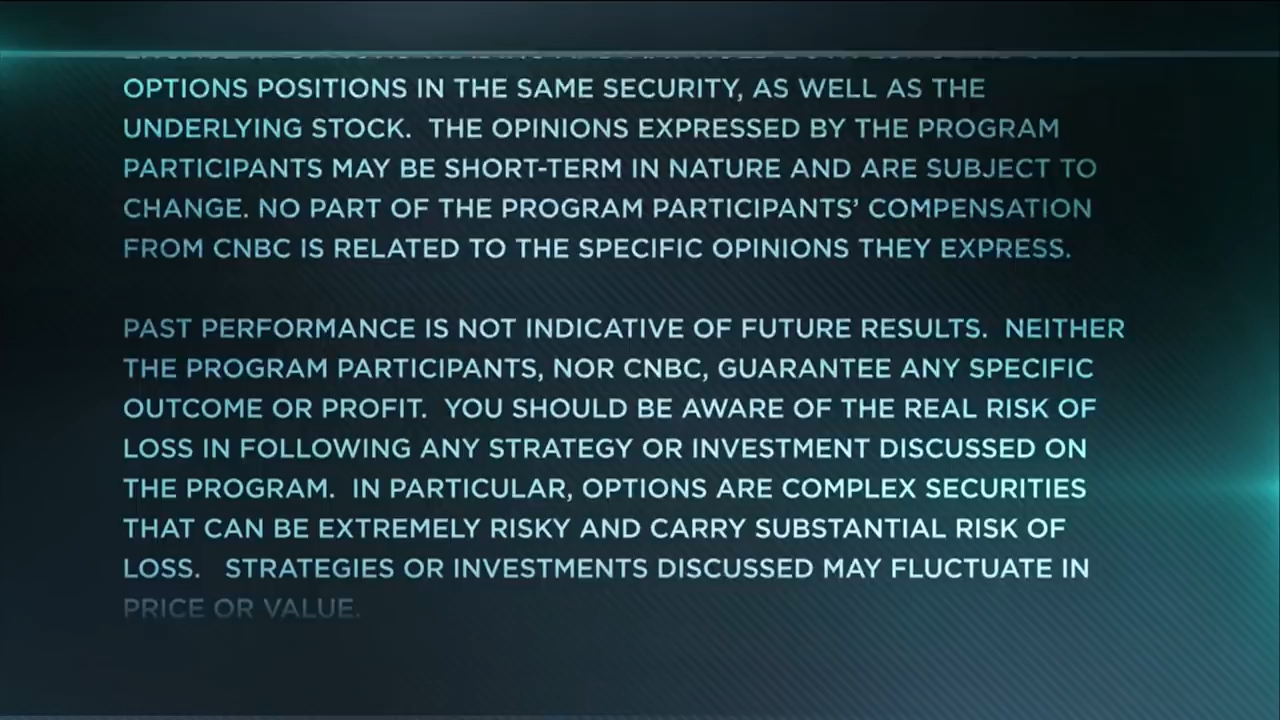 OPTIONS POSITIONS IN THE SAME SECURITY, AS WELL AS THE
UNDERLYING STOCK. THE OPINIONS EXPRESSED BY THE PROGRAM
PARTICIPANTS MAY BE SHORT-TERM IN NATURE AND ARE SUBJECT TO
CHANGE. NO PART OF THE PROGRAM PARTICIPANTS’ COMPENSATION
FROM CNBC IS RELATED TO THE SPECIFIC OPINIONS THEY EXPRESS.
PAST PERFORMANCE IS NOT INDICATIVE OF FUTURE RESULTS. NEITHER
THE PROGRAM PARTICIPANTS, NOR CNBC, GUARANTEE ANY SPECIFIC
OUTCOME OR PROFIT. YOU SHOULD BE AWARE OF THE REAL RISK OF
LOSS IN FOLLOWING ANY STRATEGY OR INVESTMENT DISCUSSED ON
THE PROGRAM. IN PARTICULAR, OPTIONS ARE COMPLEX SECURITIES
THAT CAN BE EXTREMELY RISKY AND CARRY SUBSTANTIAL RISK OF
LOSS. STRATEGIES OR INVESTMENTS DISCUSSED MAY FLUCTUATE IN
PRICE OR VALUE.